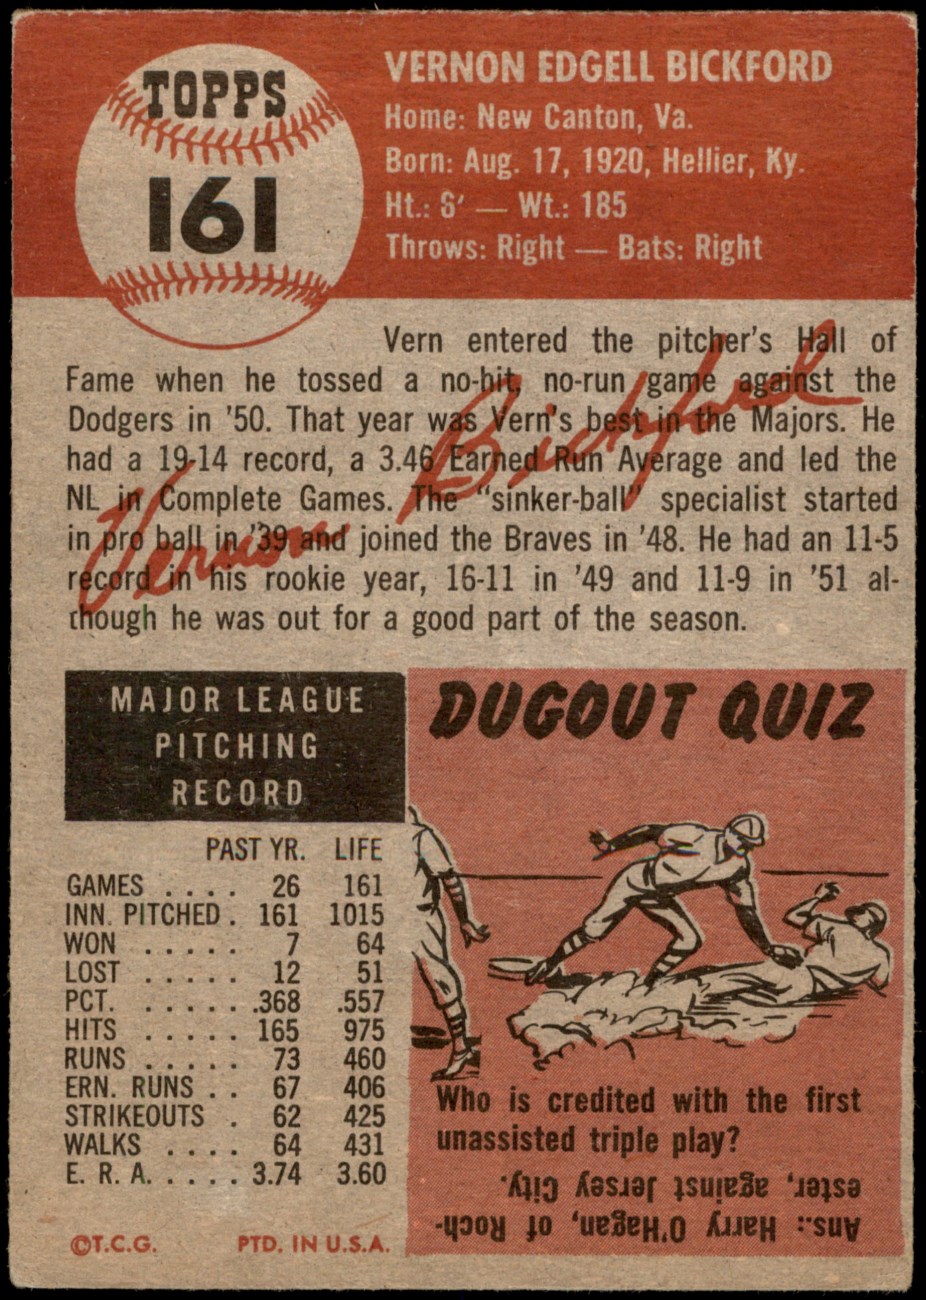 TOPPS
161
VERNON EDGELL BICKFORD
Home: New Canton, Va.
Born: Aug. 17, 1920, Hellier, Ky.
Ht.: 6' — Wt.: 185
Throws: Right — Bats: Right
Vern entered the pitcher's Hall of
Fame when he tossed a no-hit, no-run game against the
Dodgers in '50. That year was Vern's best in the Majors. He
had a 19-14 record, a 3.46 Earned Run Average and led the
NL in Complete Games. The "sinker-ball" specialist started
in pro ball in '39 and joined the Braves in '48. He had an 11-5
record in his rookie year, 16-11 in '49 and 11-9 in '51 al-
though he was out for a good part of the season.
Vernon Bickford
MAJOR LEAGUE
PITCHING
RECORD
PAST YR. LIFE
GAMES .... 26 161
INN. PITCHED . 161 1015
WON ..... 7 64
LOST ..... 12 51
PCT. ..... .368 .557
HITS ..... 165 975
RUNS ..... 73 460
ERN. RUNS .. 67 406
STRIKEOUTS . 62 425
WALKS .... 64 431
E. R. A. .... 3.74 3.60
©T.C.G. PTD. IN U.S.A.
DUGOUT QUIZ
Who is credited with the first
unassisted triple play?
Ans.: Harry O'Hagan, of Roch-
ester, against Jersey City.